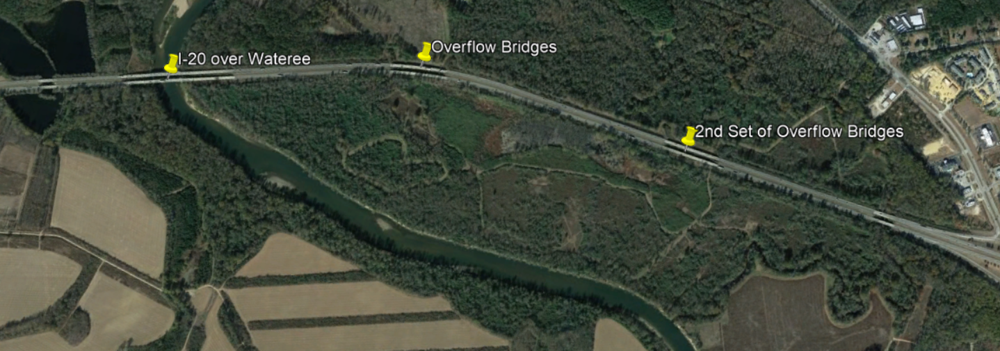 Overflow Bridges
I-20 over Wateree
2nd Set of Overflow Bridges